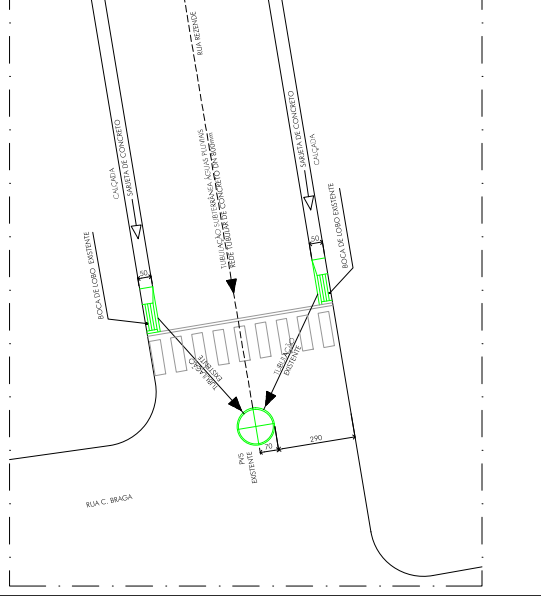 RUA REZENDE
TUBULAÇÃO SUBTERRÂNEA ÁGUAS PLUVIAIS
REDE TUBULAR DE CONCRETO DN 800mm
CALÇADA
SARJETA DE CONCRETO
SARJETA DE CONCRETO
CALÇADA
BOCA DE LOBO EXISTENTE
BOCA DE LOBO EXISTENTE
50
50
TUBULAÇÃO
EXISTENTE
TUBULAÇÃO
EXISTENTE
PVS
EXISTENTE
70
290
RUA C. BRAGA